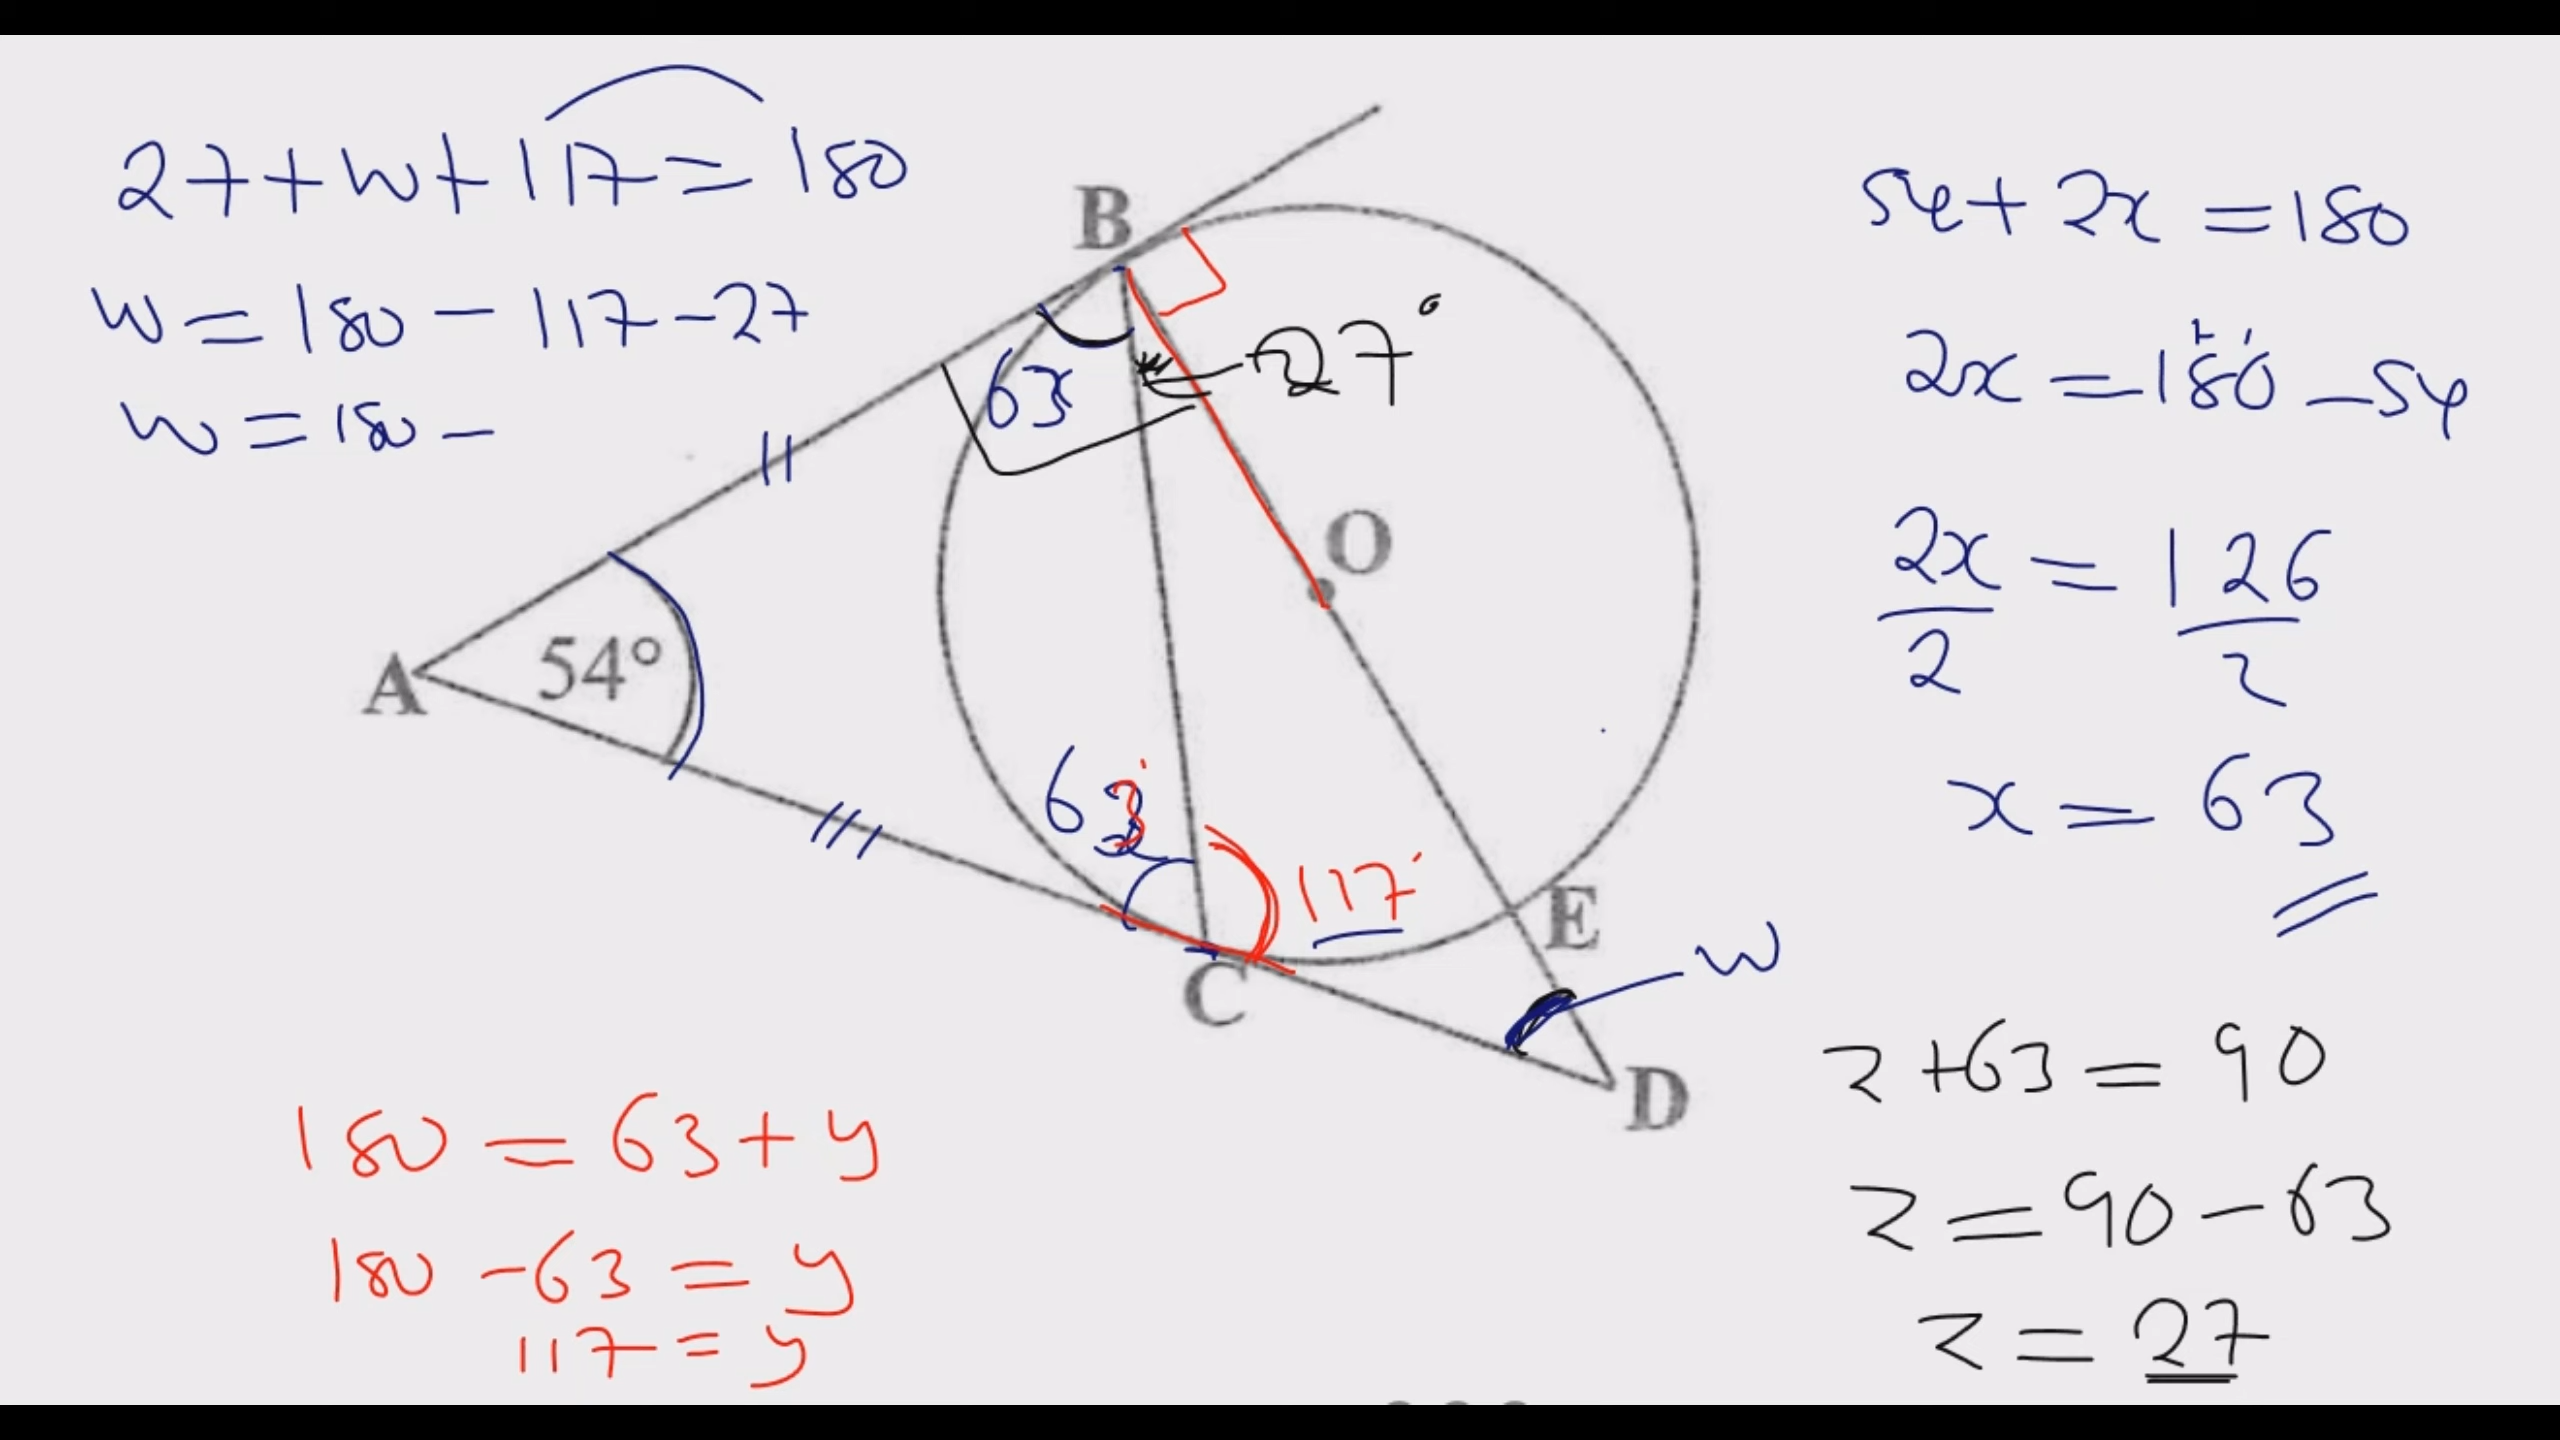 27+w+117=180
w=180-117-27
w=180-
B
63
27°
O
A
54°
63
117
C
E
w
D
180=63+y
180-63=y
117=y
54+2x=180
2x=180-54
2x/2=126/2
x=63
z+63=90
z=90-63
z=27